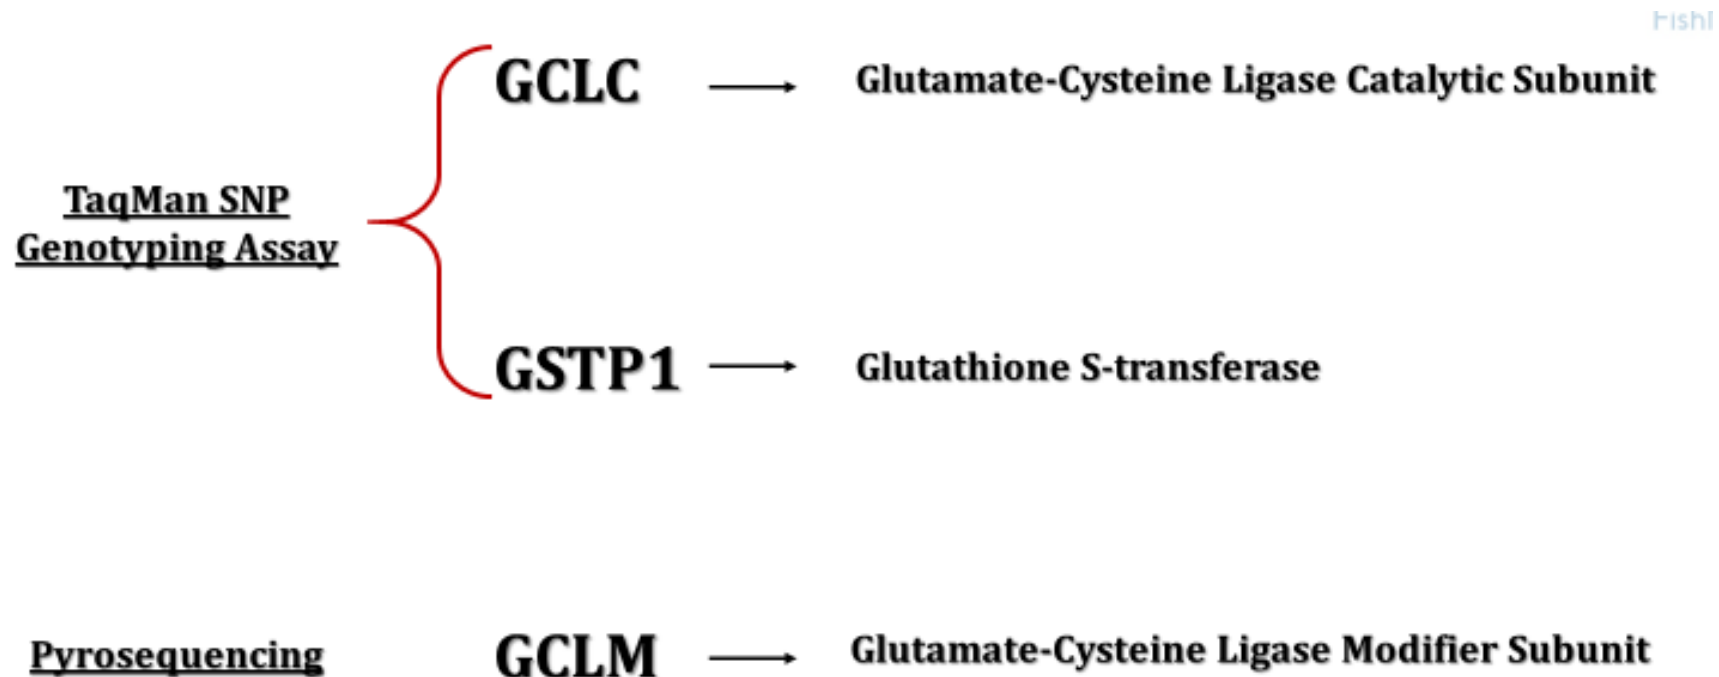 GCLC → Glutamate-Cysteine Ligase Catalytic Subunit
TaqMan SNP
Genotyping Assay
GSTP1 → Glutathione S-transferase
Pyrosequencing GCLM → Glutamate-Cysteine Ligase Modifier Subunit